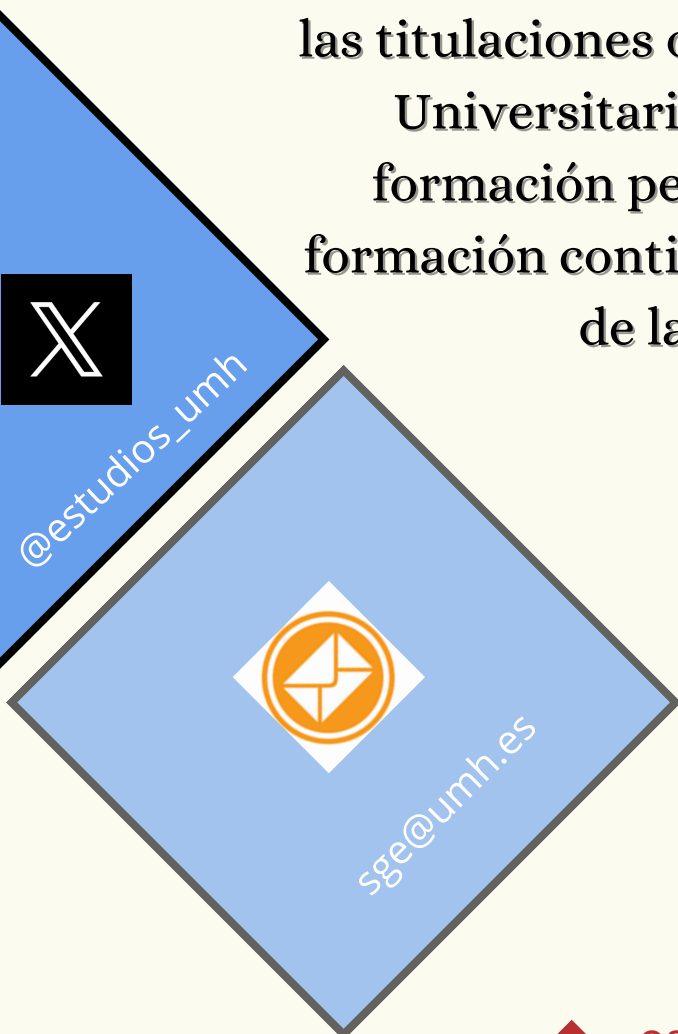 las titulaciones
Universitari
formación pe
formación conti
de la
@estudios_umh
sge@umh.es